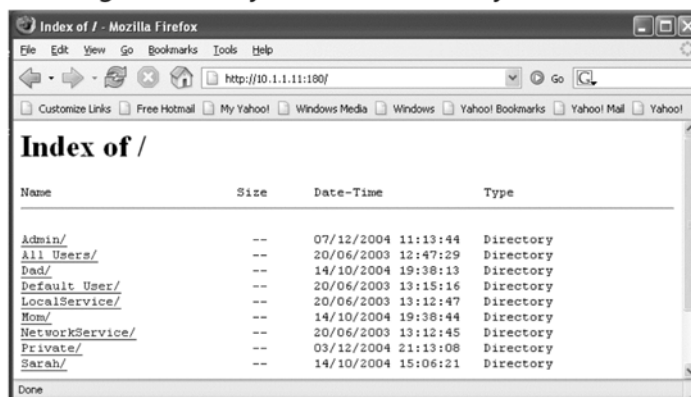 Index of / - Mozilla Firefox
File Edit View Go Bookmarks Tools Help
http://10.1.1.11:180/ Go G
Customize Links Free Hotmail My Yahoo! Windows Media Windows Yahoo! Bookmarks Yahoo! Mail Yahoo!
Index of /
Name Size Date-Time Type
Admin/ -- 07/12/2004 11:13:44 Directory
All Users/ -- 20/06/2003 12:47:29 Directory
Dad/ -- 14/10/2004 19:38:13 Directory
Default User/ -- 20/06/2003 13:15:16 Directory
LocalService/ -- 20/06/2003 13:12:47 Directory
Mom/ -- 14/10/2004 19:38:44 Directory
NetworkService/ -- 20/06/2003 13:12:45 Directory
Private/ -- 03/12/2004 21:13:08 Directory
Sarah/ -- 14/10/2004 15:06:21 Directory
Done